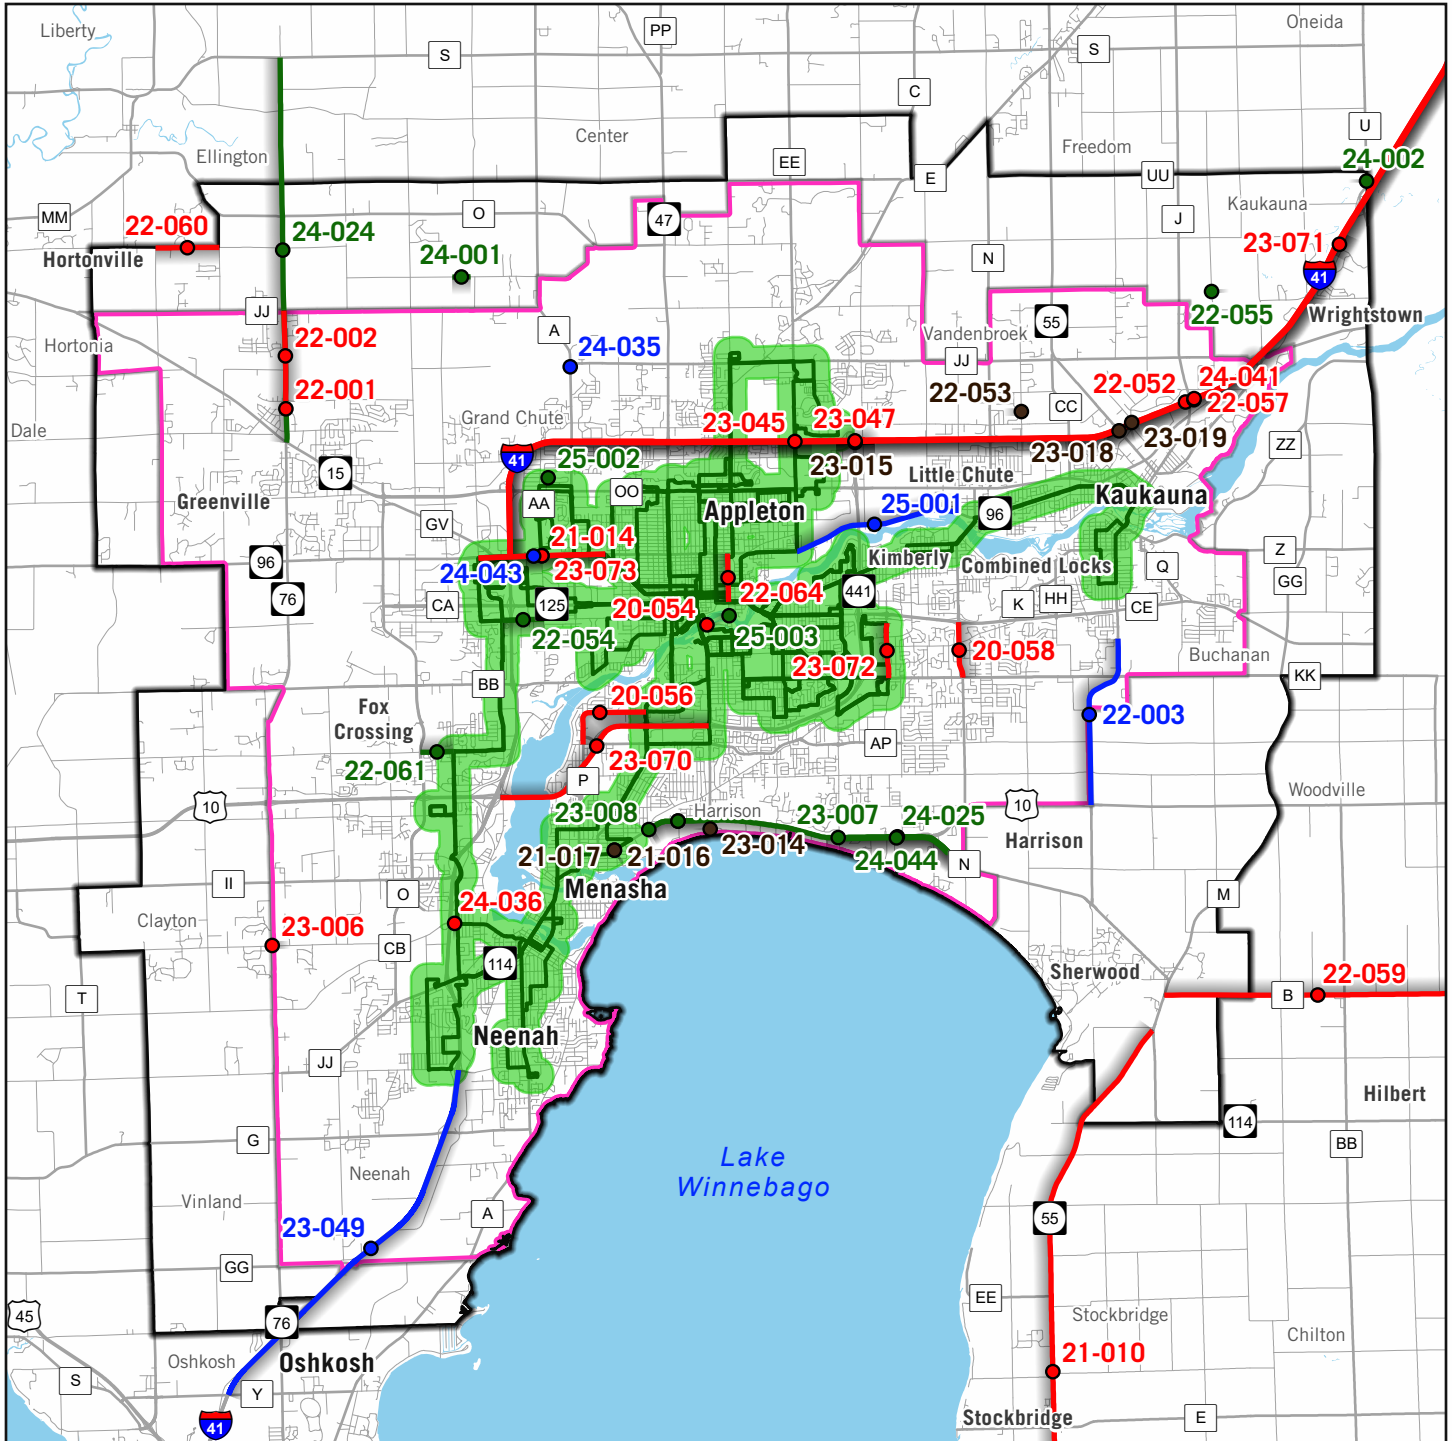 Liberty
PP
Oneida
S
S
C
U
Center
Freedom
24-002
Ellington
EE
E
UU
MM
O
Kaukauna
22-060
47
J
24-024
23-071
Hortonville
24-001
N
41
22-055
JJ
Wrightstown
A
55
Hortonia
22-002
24-035
Vandenbroek
JJ
22-001
22-053
22-052
24-041
CC
22-057
Dale
Grand Chute
23-045
23-047
23-019
41
23-015
23-018
ZZ
15
25-002
Little Chute
Greenville
AA
OO
Appleton
25-001
96
Kaukauna
GV
21-014
Kimberly
Z
96
24-043
23-073
Combined Locks
Q
GG
76
CA
125
22-064
441
K
HH
CE
20-054
22-054
25-003
23-072
20-058
Buchanan
BB
KK
20-056
Fox
Crossing
22-003
AP
22-061
23-070
P
10
10
Woodville
23-008
Harrison
23-007
24-025
Harrison
21-017
21-016
23-014
24-044
N
II
Menasha
O
M
Clayton
24-036
23-006
CB
114
Sherwood
22-059
T
B
Neenah
JJ
Hilbert
G
114
BB
Lake
Winnebago
Neenah
Vinland
A
23-049
55
GG
EE
45
76
Stockbridge
Chilton
Oshkosh
Oshkosh
21-010
S
Y
41
Stockbridge
E